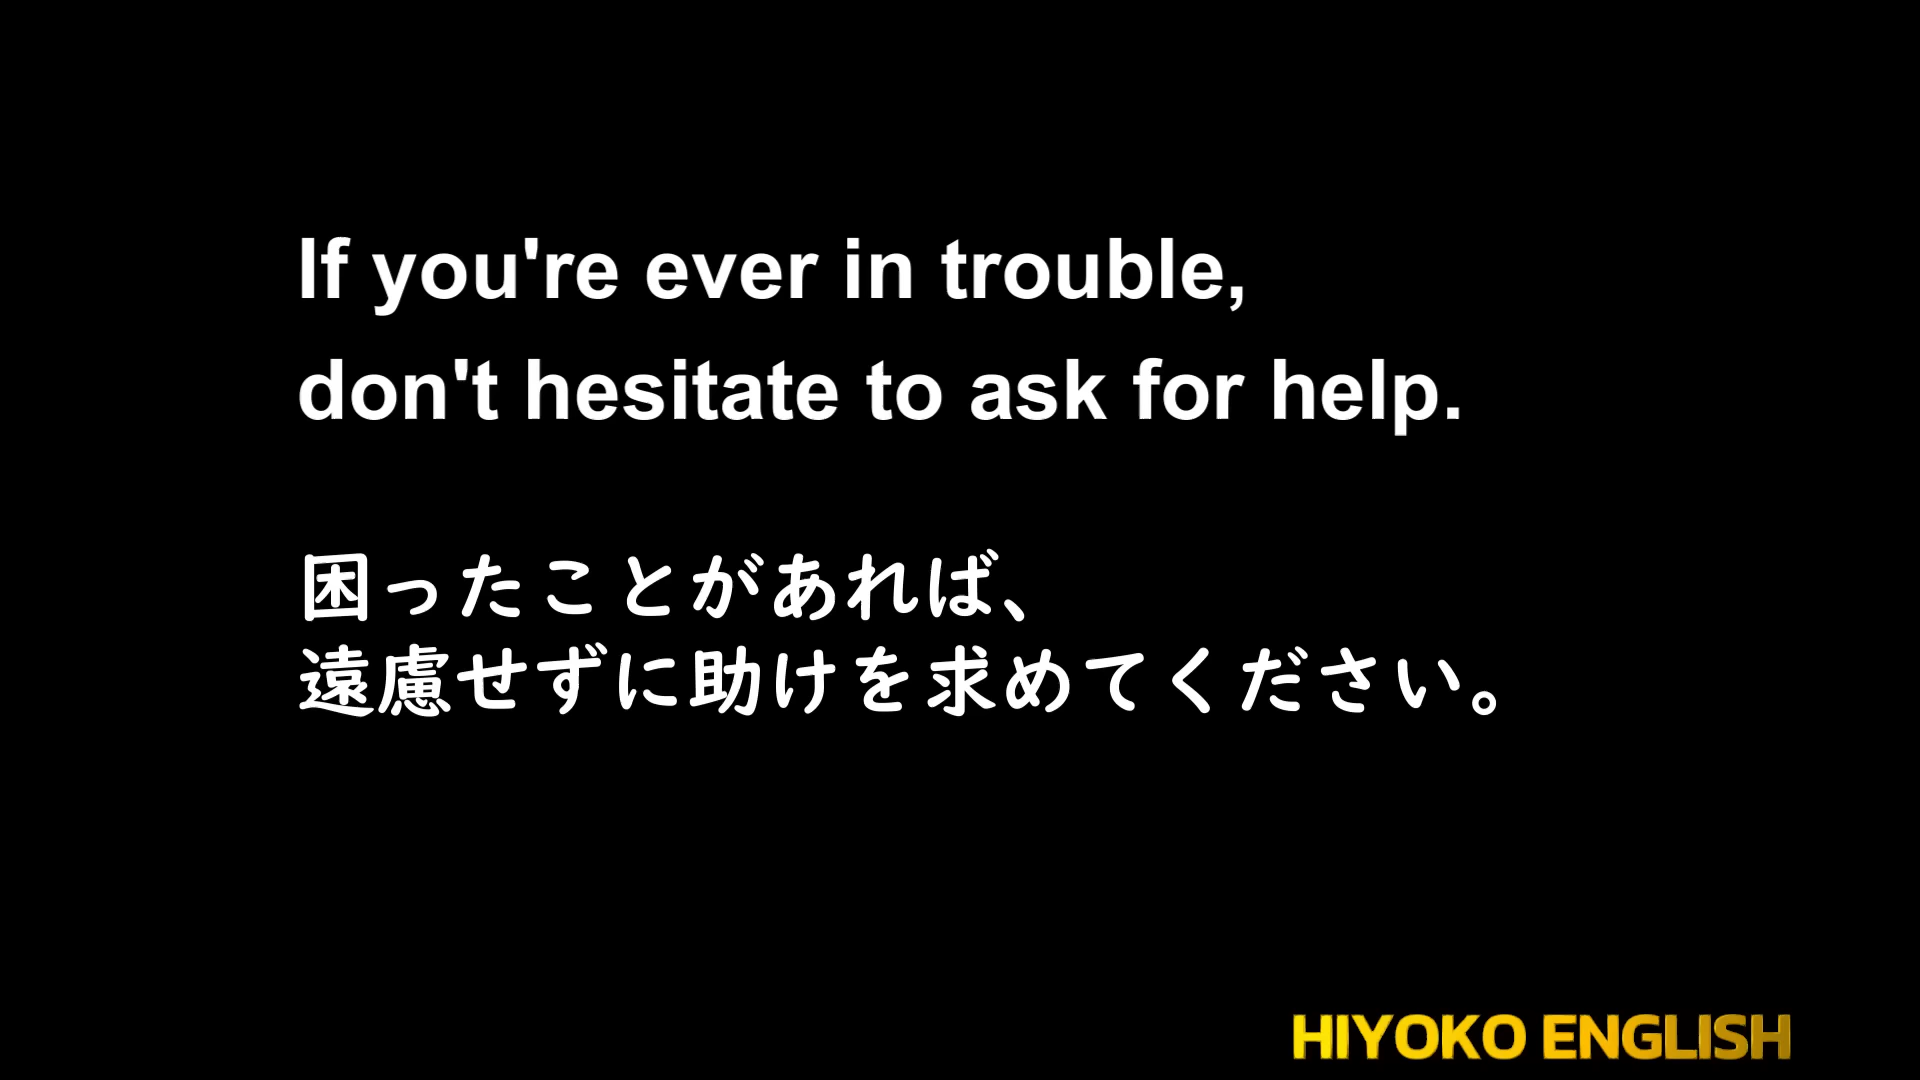 If you're ever in trouble,
don't hesitate to ask for help.
困ったことがあれば、
遠慮せずに助けを求めてください。
HIYOKO ENGLISH